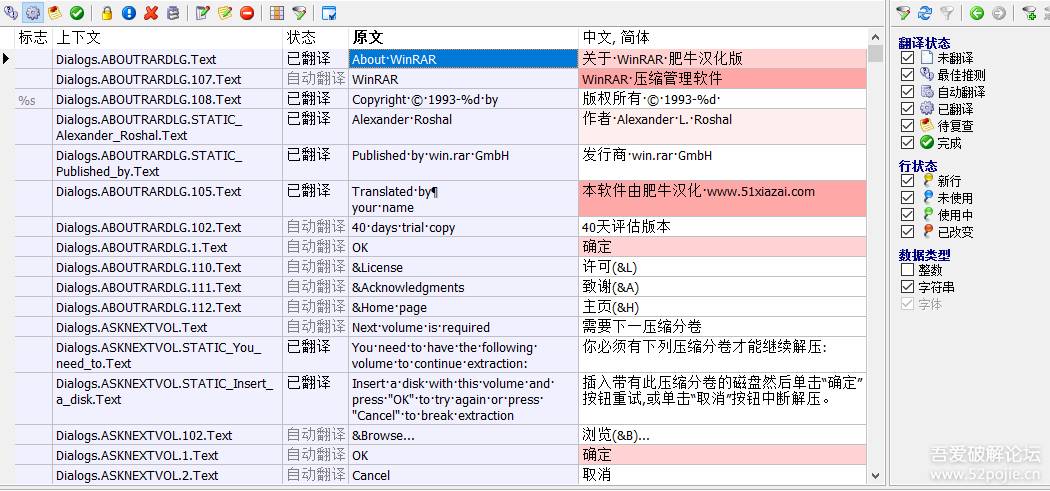 标志 上下文 状态 原文 中文, 简体
Dialogs.ABOUTRARDLG.Text 已翻译 About·WinRAR 关于·WinRAR·肥牛汉化版
Dialogs.ABOUTRARDLG.107.Text 自动翻译 WinRAR WinRAR·压缩管理软件
%s Dialogs.ABOUTRARDLG.108.Text 已翻译 Copyright·©·1993-%d·by 版权所有·©·1993-%d·
Dialogs.ABOUTRARDLG.STATIC_ 已翻译 Alexander·Roshal 作者·Alexander·L.·Roshal
Alexander_Roshal.Text
Dialogs.ABOUTRARDLG.STATIC_ 已翻译 Published·by·win.rar·GmbH 发行商·win.rar·GmbH
Published_by.Text
Dialogs.ABOUTRARDLG.105.Text 已翻译 Translated·by¶ 本软件由肥牛汉化·www.51xiazai.com
your·name
Dialogs.ABOUTRARDLG.102.Text 自动翻译 40·days·trial·copy 40天评估版本
Dialogs.ABOUTRARDLG.1.Text 自动翻译 OK 确定
Dialogs.ABOUTRARDLG.110.Text 自动翻译 &License 许可(&L)
Dialogs.ABOUTRARDLG.111.Text 自动翻译 &Acknowledgments 致谢(&A)
Dialogs.ABOUTRARDLG.112.Text 自动翻译 &Home·page 主页(&H)
Dialogs.ASKNEXTVOL.Text 自动翻译 Next·volume·is·required 需要下一压缩分卷
Dialogs.ASKNEXTVOL.STATIC_You_ 已翻译 You·need·to·have·the·following· 你必须有下列压缩分卷才能继续解压:
need_to.Text volume·to·continue·extraction:
Dialogs.ASKNEXTVOL.STATIC_Insert_ 已翻译 Insert·a·disk·with·this·volume·and· 插入带有此压缩分卷的磁盘然后单击“确定”
a_disk.Text press·"OK"·to·try·again·or·press· 按钮重试,或单击“取消”按钮中断解压。
"Cancel"·to·break·extraction
Dialogs.ASKNEXTVOL.102.Text 自动翻译 &Browse... 浏览(&B)...
Dialogs.ASKNEXTVOL.1.Text 自动翻译 OK 确定
Dialogs.ASKNEXTVOL.2.Text 自动翻译 Cancel 取消
翻译状态
未翻译
最佳推测
自动翻译
已翻译
待复查
完成
行状态
新行
未使用
使用中
已改变
数据类型
整数
字符串
字体
吾爱破解论坛
www.52pojie.cn